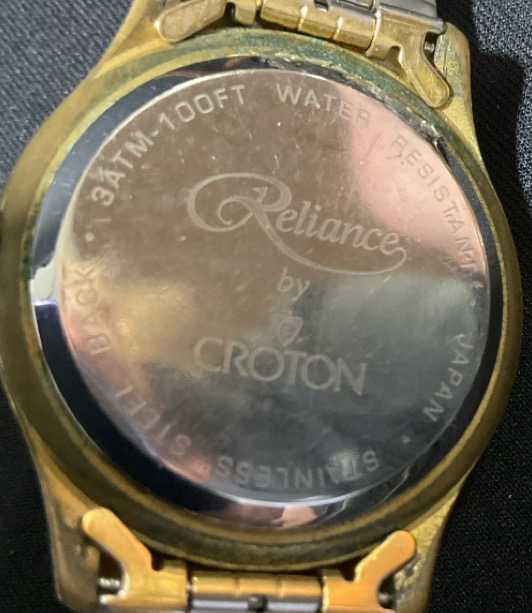 3ATM-100FT WATER RESISTANT JAPAN • STAINLESS STEEL BACK •
Reliance
by
CROTON